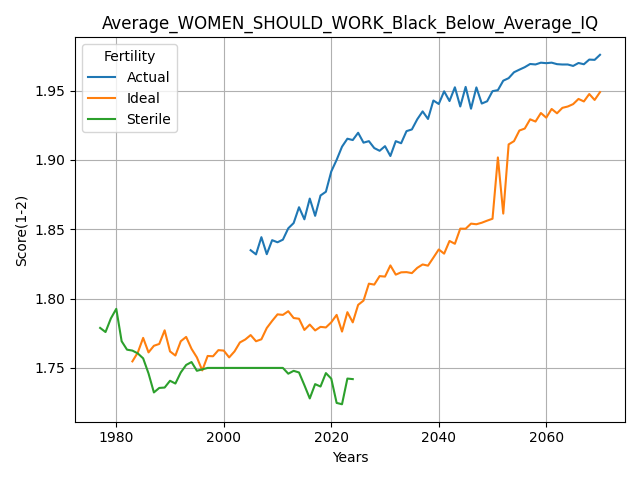 Average_WOMEN_SHOULD_WORK_Black_Below_Average_IQ
Fertility
Actual
Ideal
Sterile
Score(1-2)
1.95
1.90
1.85
1.80
1.75
1980
2000
2020
2040
2060
Years